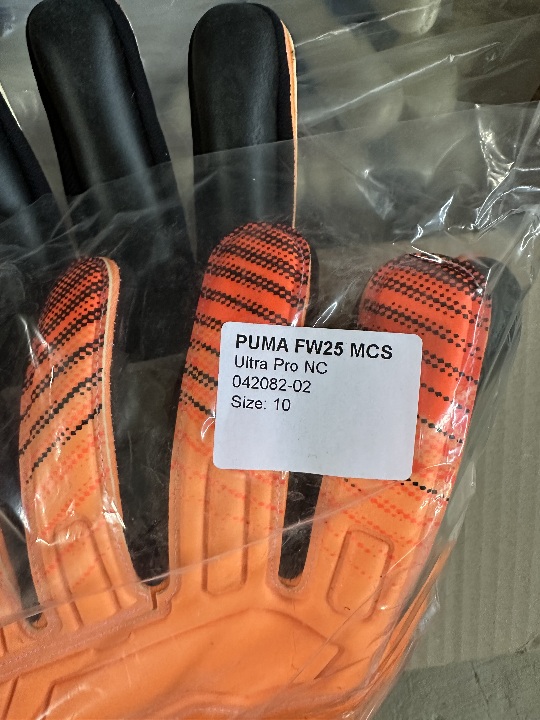 PUMA FW25 MCS
Ultra Pro NC
042082-02
Size: 10